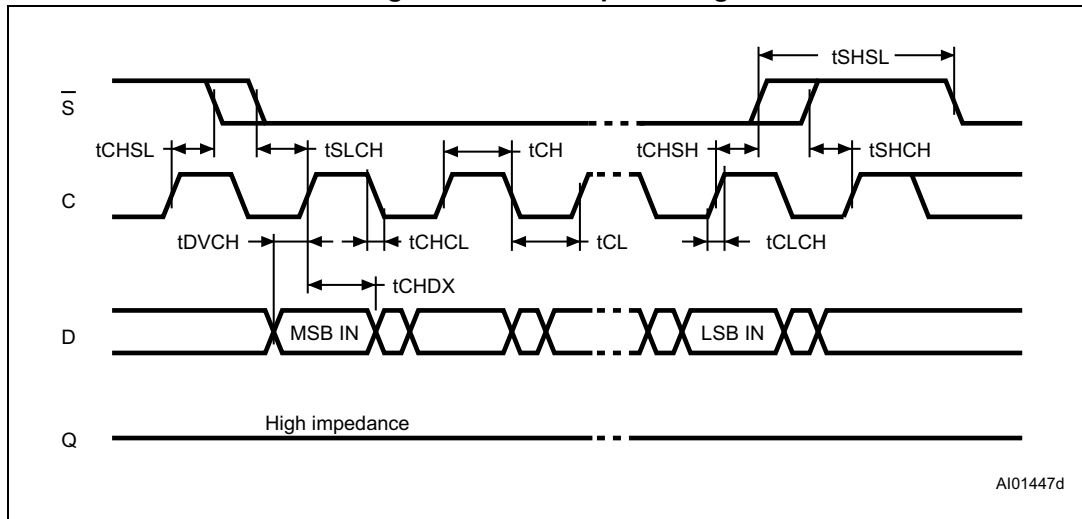 tSHSL
S
tCHSL
tSLCH
tCH
tCHSH
tSHCH
C
tDVCH
tCHCL
tCL
tCLCH
tCHDX
D
MSB IN
LSB IN
High impedance
Q
AI01447d